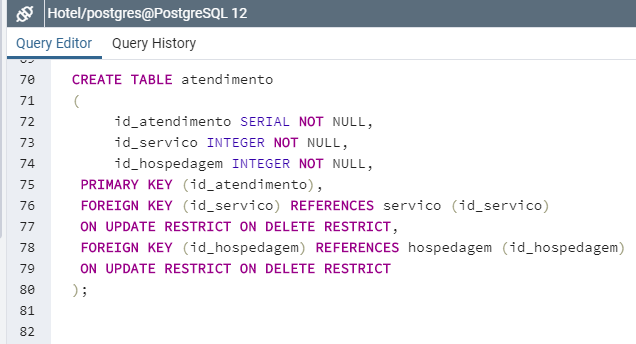 Hotel/postgres@PostgreSQL 12
Query Editor Query History
70 CREATE TABLE atendimento
71 (
72 id_atendimento SERIAL NOT NULL,
73 id_servico INTEGER NOT NULL,
74 id_hospedagem INTEGER NOT NULL,
75 PRIMARY KEY (id_atendimento),
76 FOREIGN KEY (id_servico) REFERENCES servico (id_servico)
77 ON UPDATE RESTRICT ON DELETE RESTRICT,
78 FOREIGN KEY (id_hospedagem) REFERENCES hospedagem (id_hospedagem)
79 ON UPDATE RESTRICT ON DELETE RESTRICT
80 );
81
82